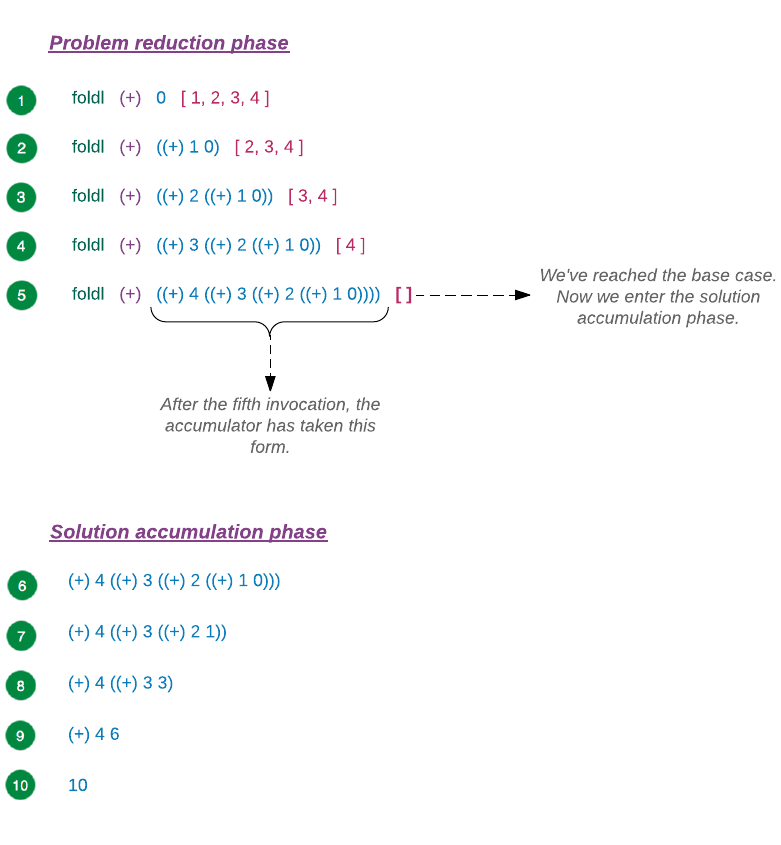 Problem reduction phase
1 foldl (+) 0 [ 1, 2, 3, 4 ]
2 foldl (+) ((+) 1 0) [ 2, 3, 4 ]
3 foldl (+) ((+) 2 ((+) 1 0)) [ 3, 4 ]
4 foldl (+) ((+) 3 ((+) 2 ((+) 1 0)) [ 4 ]
5 foldl (+) ((+) 4 ((+) 3 ((+) 2 ((+) 1 0)))) [ ]
We've reached the base case.
Now we enter the solution
accumulation phase.
After the fifth invocation, the
accumulator has taken this
form.
Solution accumulation phase
6 (+) 4 ((+) 3 ((+) 2 ((+) 1 0)))
7 (+) 4 ((+) 3 ((+) 2 1))
8 (+) 4 ((+) 3 3)
9 (+) 4 6
10 10